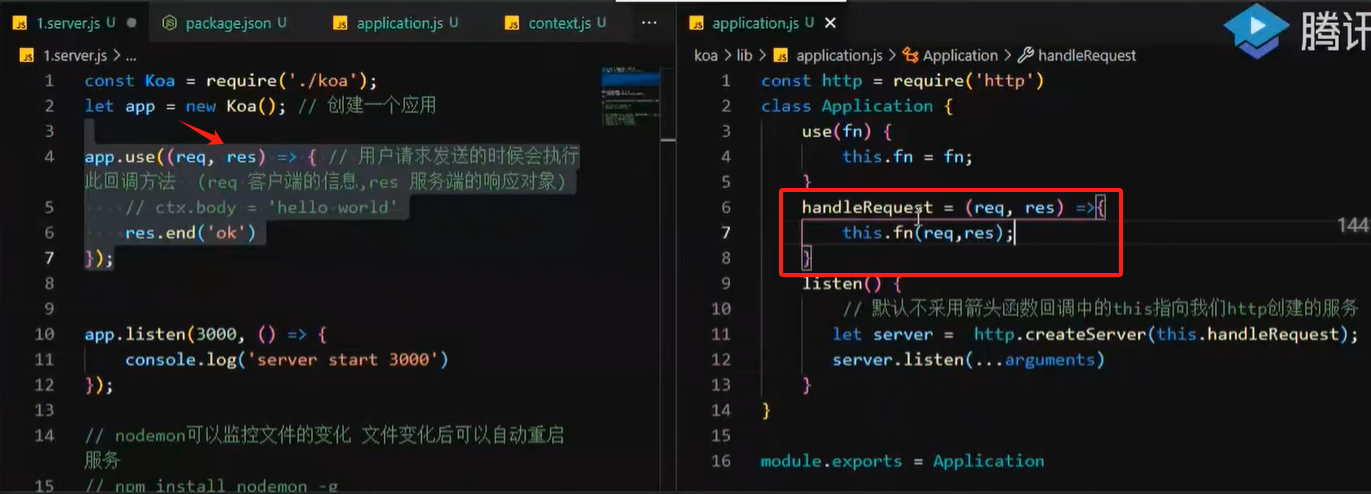 1.server.js U
package.json U
application.js U
context.js U
...
1.server.js > ...
1 const Koa = require('./koa');
2 let app = new Koa(); // 创建一个应用
3
4 app.use((req, res) => { // 用户请求发送的时候会执行
此回调方法 (req 客户端的信息,res 服务端的响应对象)
5 // ctx.body = 'hello world'
6 res.end('ok')
7 });
8
9
10 app.listen(3000, () => {
11 console.log('server start 3000')
12 });
13
14 // nodemon可以监控文件的变化 文件变化后可以自动重启
服务
15 // npm install nodemon -g
application.js U
腾讯
koa > lib > application.js > Application > handleRequest
1 const http = require('http')
2 class Application {
3 use(fn) {
4 this.fn = fn;
5 }
6 handleRequest = (req, res) =>{
7 this.fn(req,res);
8 }
9 listen() {
10 // 默认不采用箭头函数回调中的this指向我们http创建的服务
11 let server = http.createServer(this.handleRequest);
12 server.listen(...arguments)
13 }
14 }
15
16 module.exports = Application
144